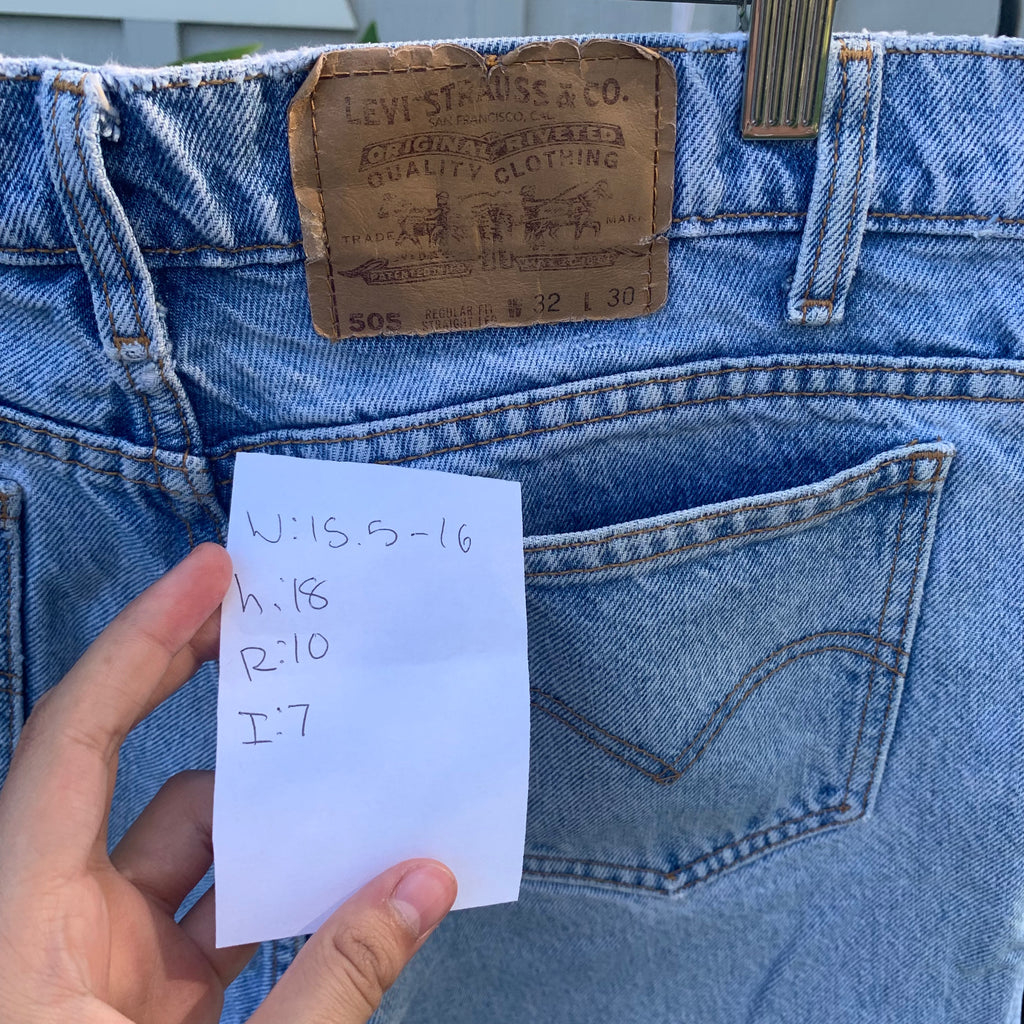 LEVI STRAUSS & CO.
SAN FRANCISCO, CAL
ORIGINAL RIVETED
QUALITY CLOTHING
TRADE MARK
PATENTED
505 REGULAR FIT W 32 L 30
STRAIGHT LEG
W:15.5-16
h:18
R:10
I:7